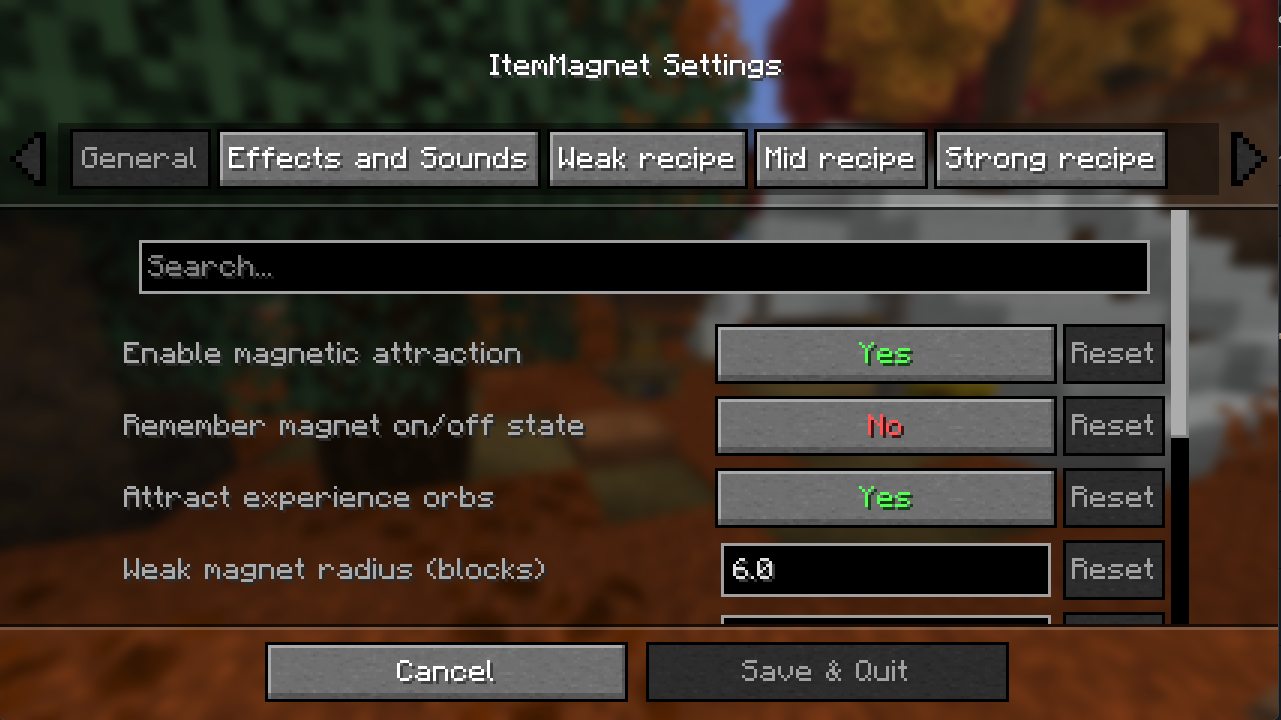 ItemMagnet Settings
General Effects and Sounds Weak recipe Mid recipe Strong recipe
Search...
Enable magnetic attraction Yes Reset
Remember magnet on/off state No Reset
Attract experience orbs Yes Reset
Weak magnet radius (blocks) 6.0 Reset
Cancel Save & Quit